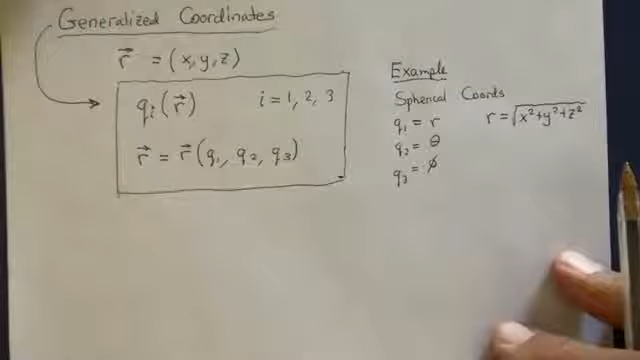 Generalized Coordinates
r⃗ = (x, y, z)
qᵢ(r⃗) i = 1, 2, 3
r⃗ = r⃗(q₁, q₂, q₃)
Example
Spherical Coords
q₁ = r r = √x²+y²+z²
q₂ = θ
q₃ = ϕ